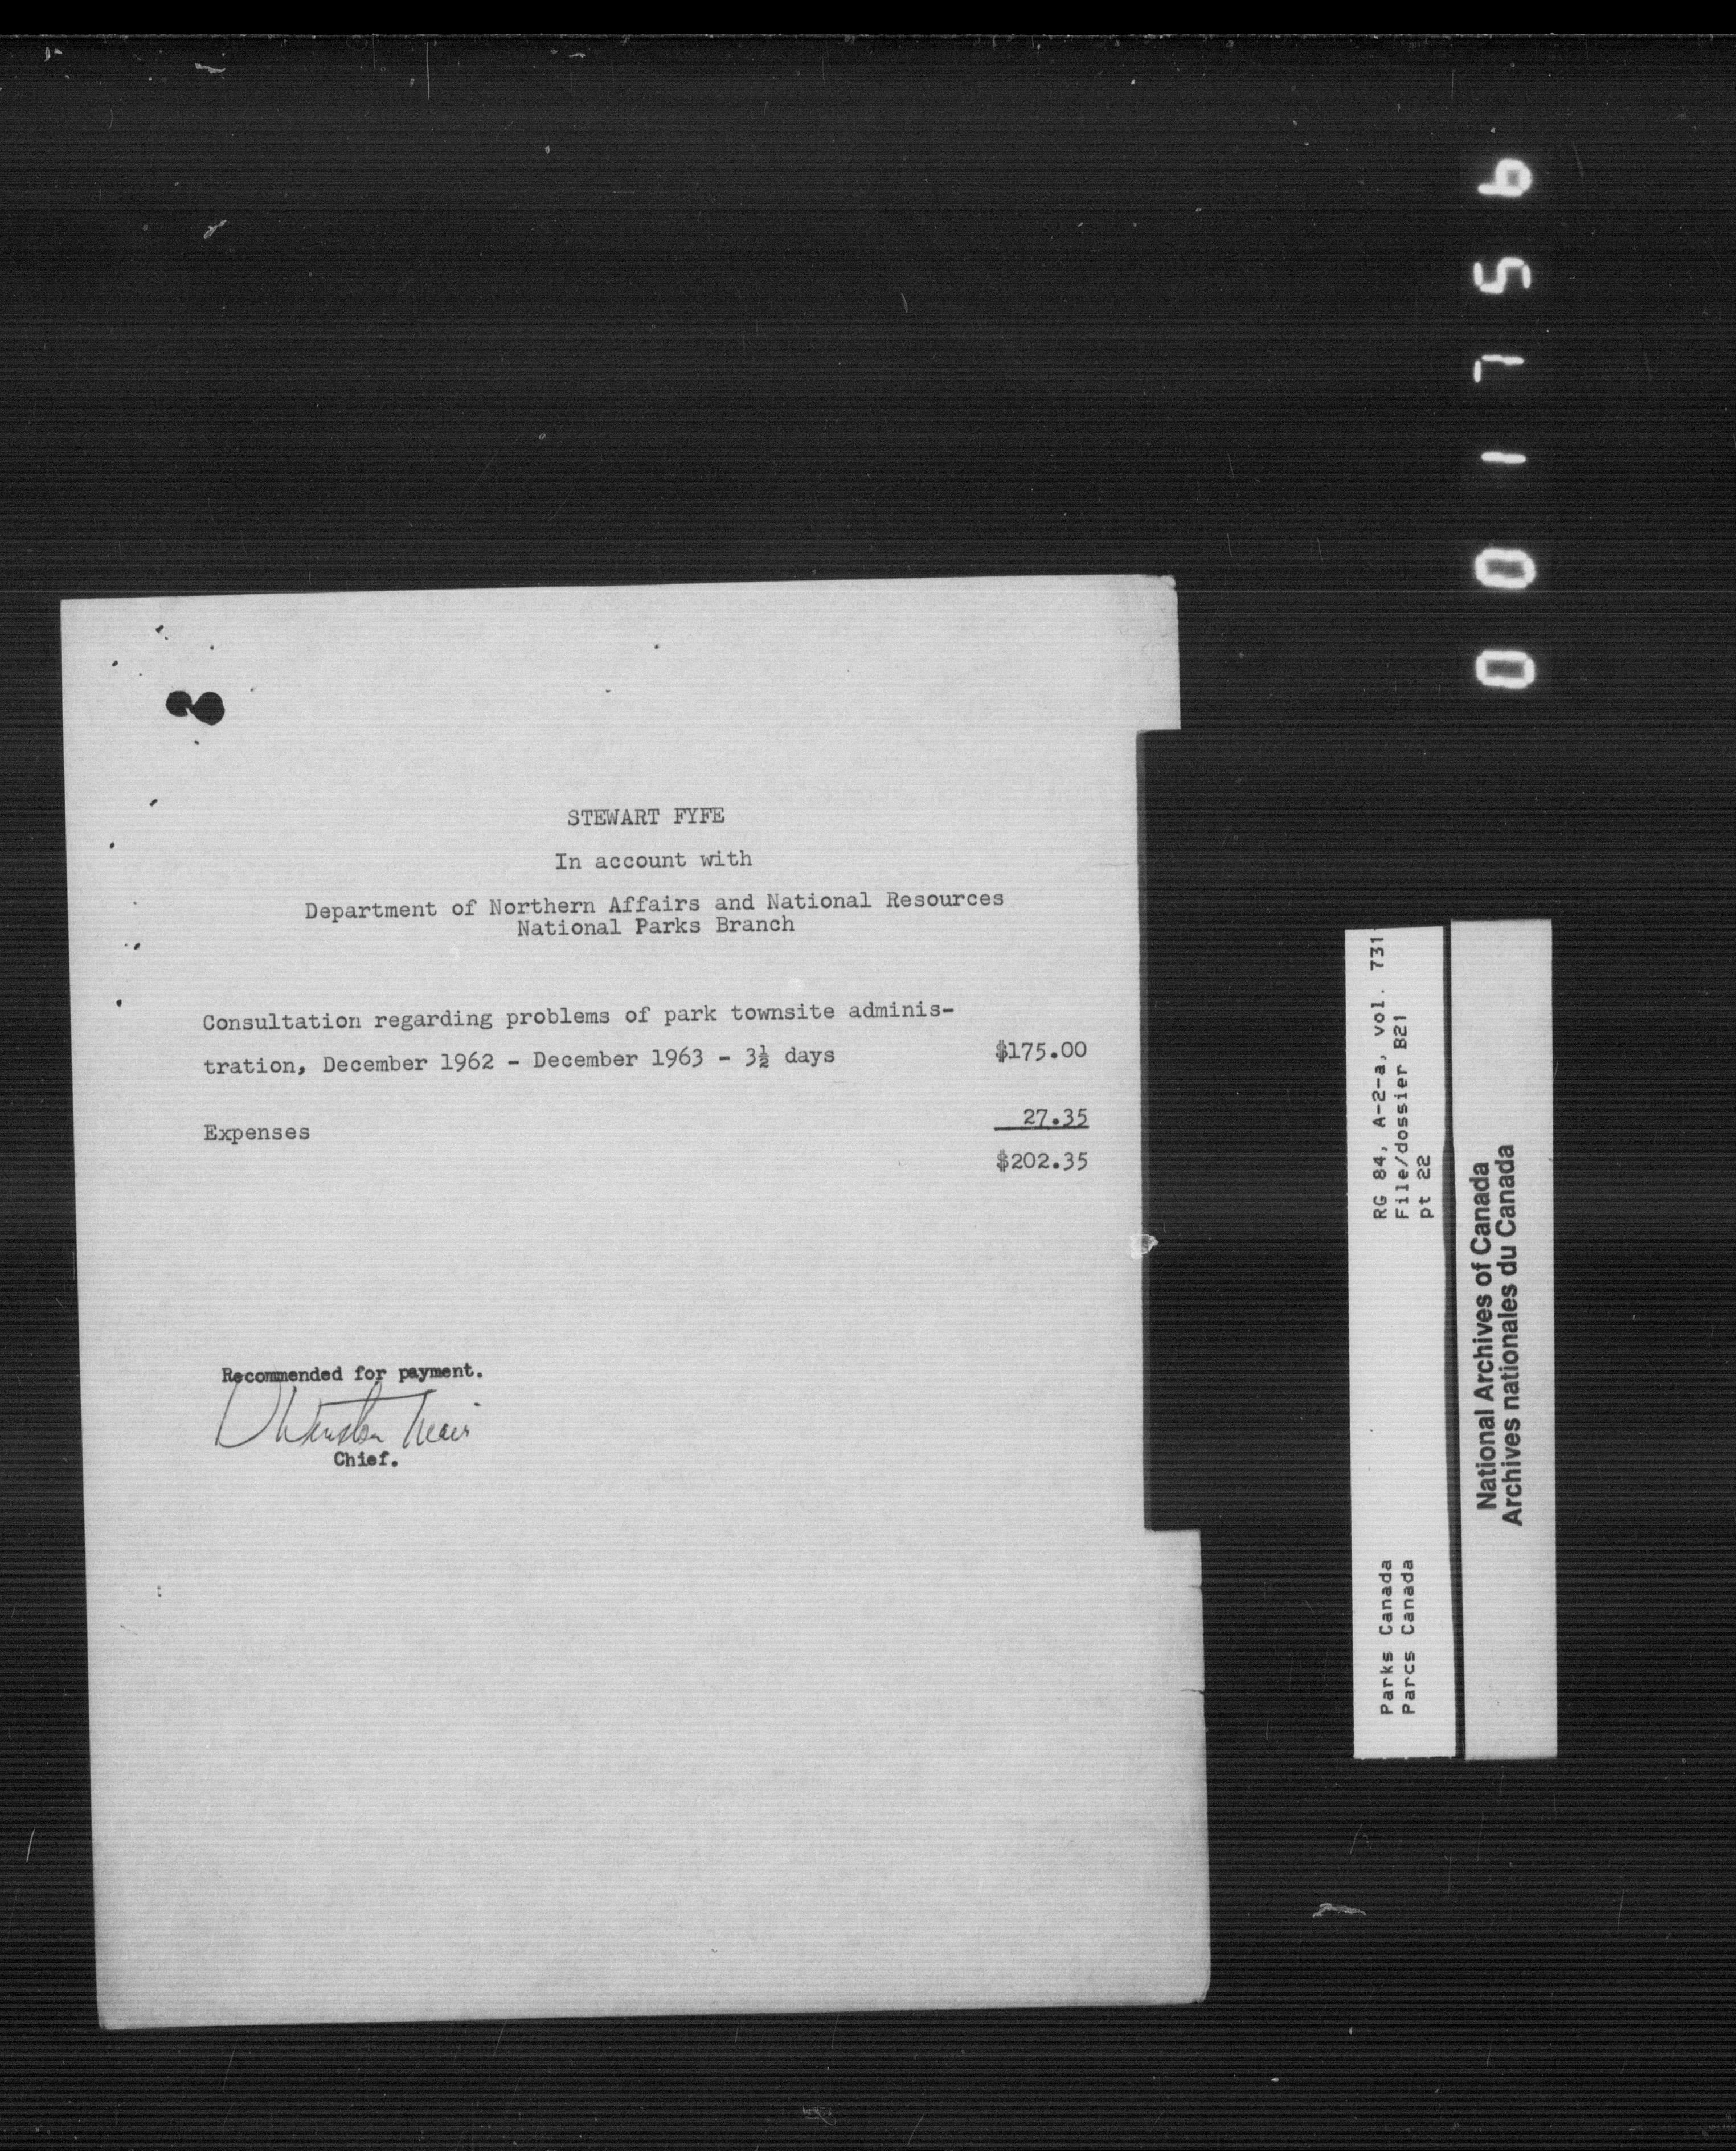 STEWART FYFE
In account with
Department of Northern Affairs and National Resources
National Parks Branch
Consultation regarding problems of park townsite adminis-
tration, December 1962 - December 1963 - 3½ days $175.00
Expenses 27.35
$202.35
Recommended for payment.
Chief.
001756
RG 84, A-2-a, vol. 731
File/dossier B21
pt 22
Parks Canada
Parcs Canada
National Archives of Canada
Archives nationales du Canada